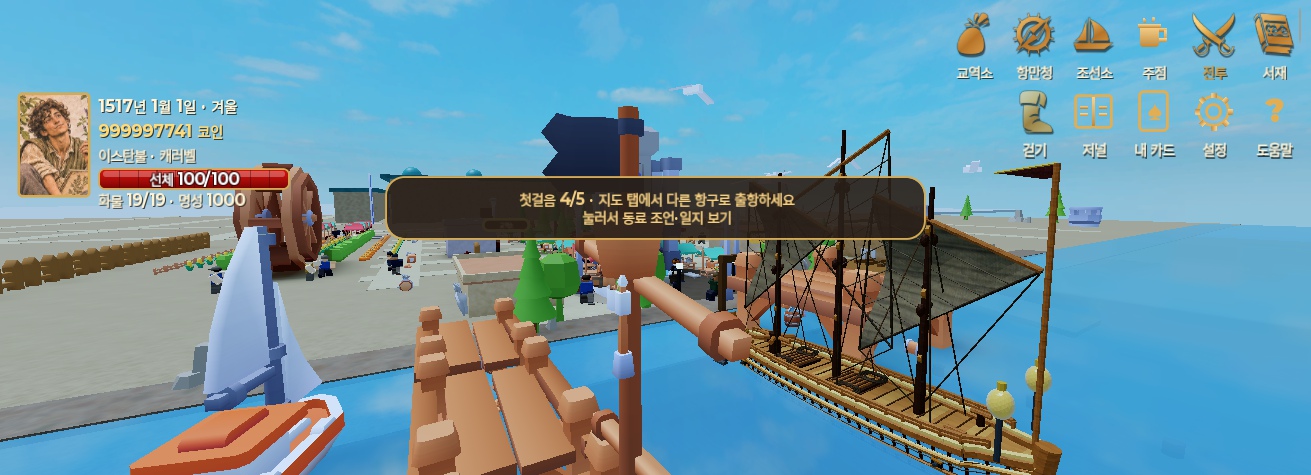 교역소
항만청
조선소
주점
전투
서재
걷기
저널
내 카드
설정
도움말
1517년 1월 1일 · 겨울
999997741 코인
이스탄불 · 캐러벨
선체 100/100
화물 19/19 · 명성 1000
첫걸음 4/5 · 지도 탭에서 다른 항구로 출항하세요
눌러서 동료 조언·일지 보기